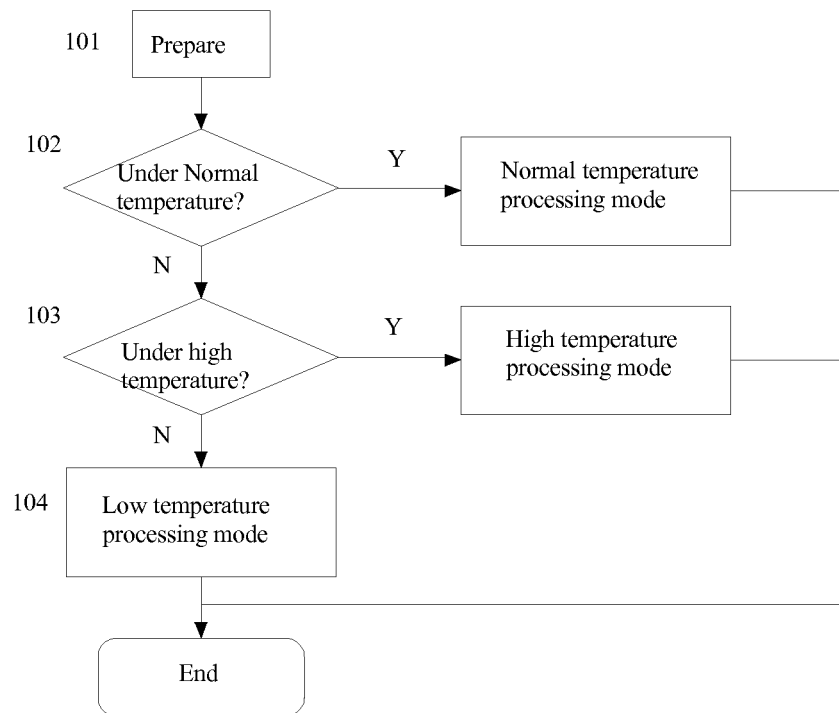 101
Prepare
102
Under Normal
temperature?
Y
Normal temperature
processing mode
N
103
Under high
temperature?
Y
High temperature
processing mode
N
104
Low temperature
processing mode
End